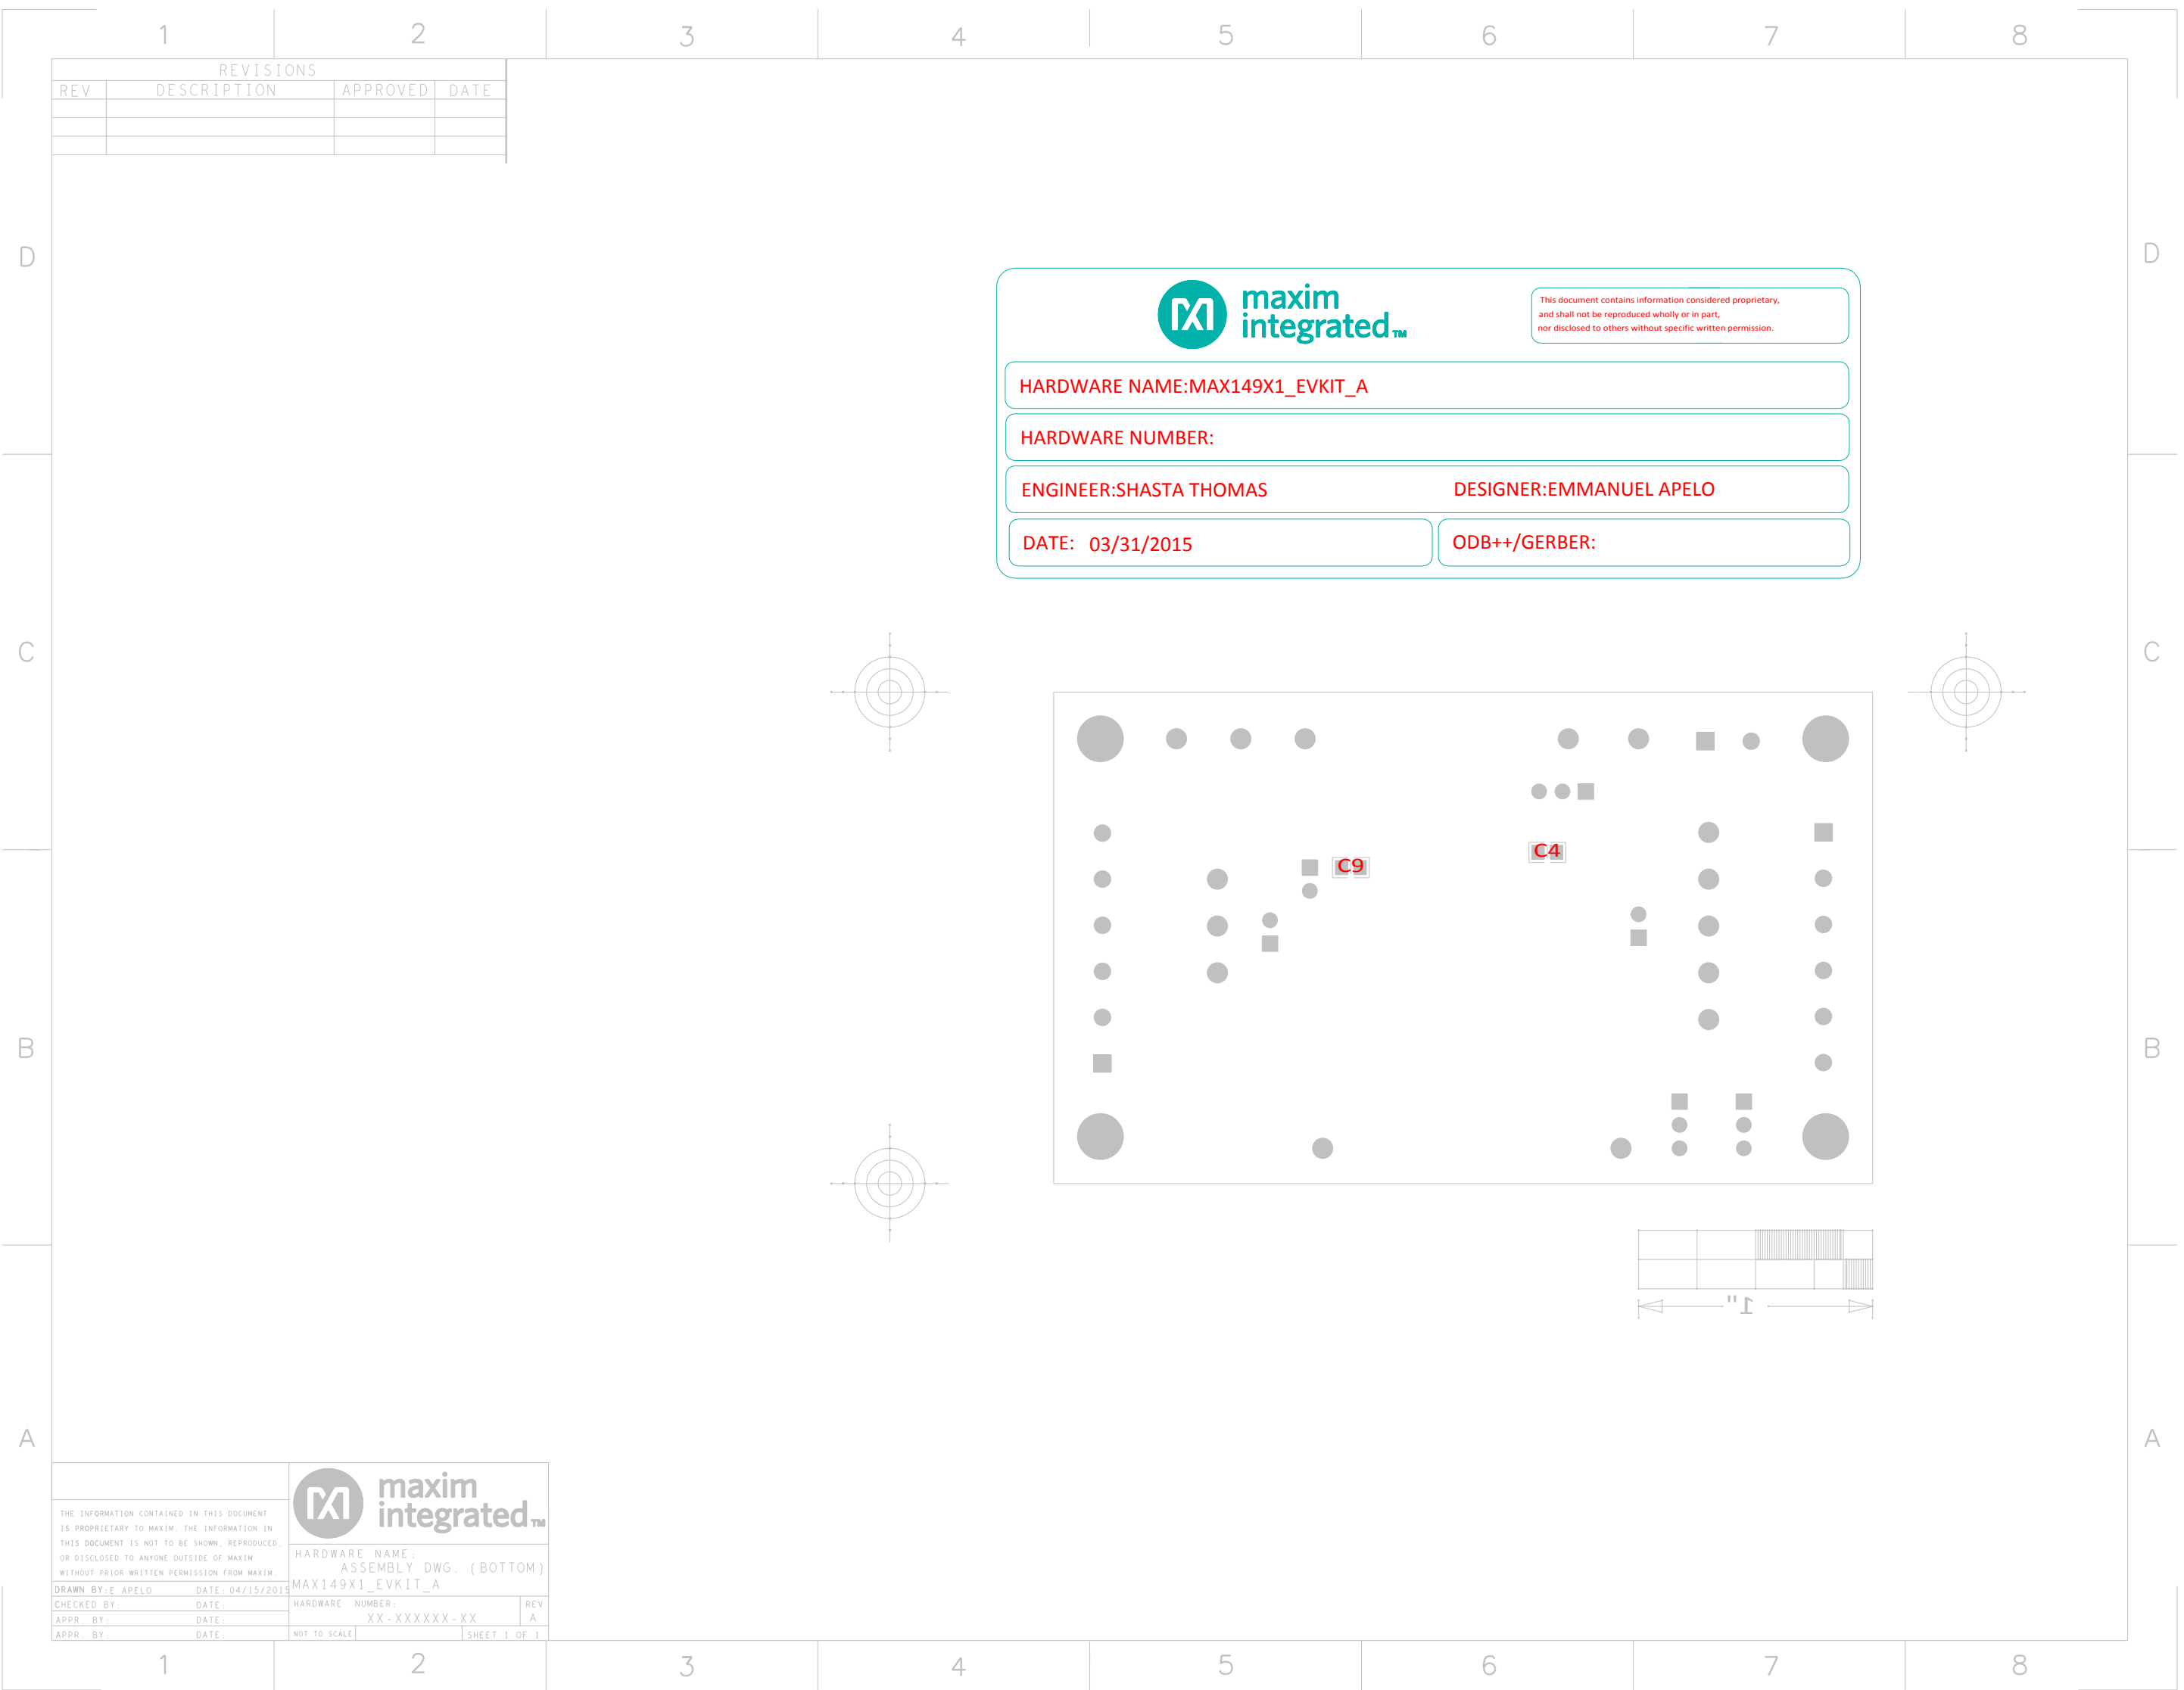 1 2 3 4 5 6 7 8
REVISIONS
REV DESCRIPTION APPROVED DATE
D D
maxim
integrated™
This document contains information considered proprietary,
and shall not be reproduced wholly or in part,
nor disclosed to others without specific written permission.
HARDWARE NAME:MAX149X1_EVKIT_A
HARDWARE NUMBER:
ENGINEER:SHASTA THOMAS DESIGNER:EMMANUEL APELO
DATE: 03/31/2015 ODB++/GERBER:
C C
C9 C4
B B
1"
A A
maxim
integrated™
THE INFORMATION CONTAINED IN THIS DOCUMENT
IS PROPRIETARY TO MAXIM. THE INFORMATION IN
THIS DOCUMENT IS NOT TO BE SHOWN, REPRODUCED,
OR DISCLOSED TO ANYONE OUTSIDE OF MAXIM
WITHOUT PRIOR WRITTEN PERMISSION FROM MAXIM.
HARDWARE NAME:
ASSEMBLY DWG. (BOTTOM)
MAX149X1_EVKIT_A
DRAWN BY:E APELO DATE:04/15/2015
CHECKED BY: DATE:
APPR. BY: DATE:
APPR. BY: DATE:
HARDWARE NUMBER: REV
XX-XXXXXX-XX A
NOT TO SCALE SHEET 1 OF 1
1 2 3 4 5 6 7 8